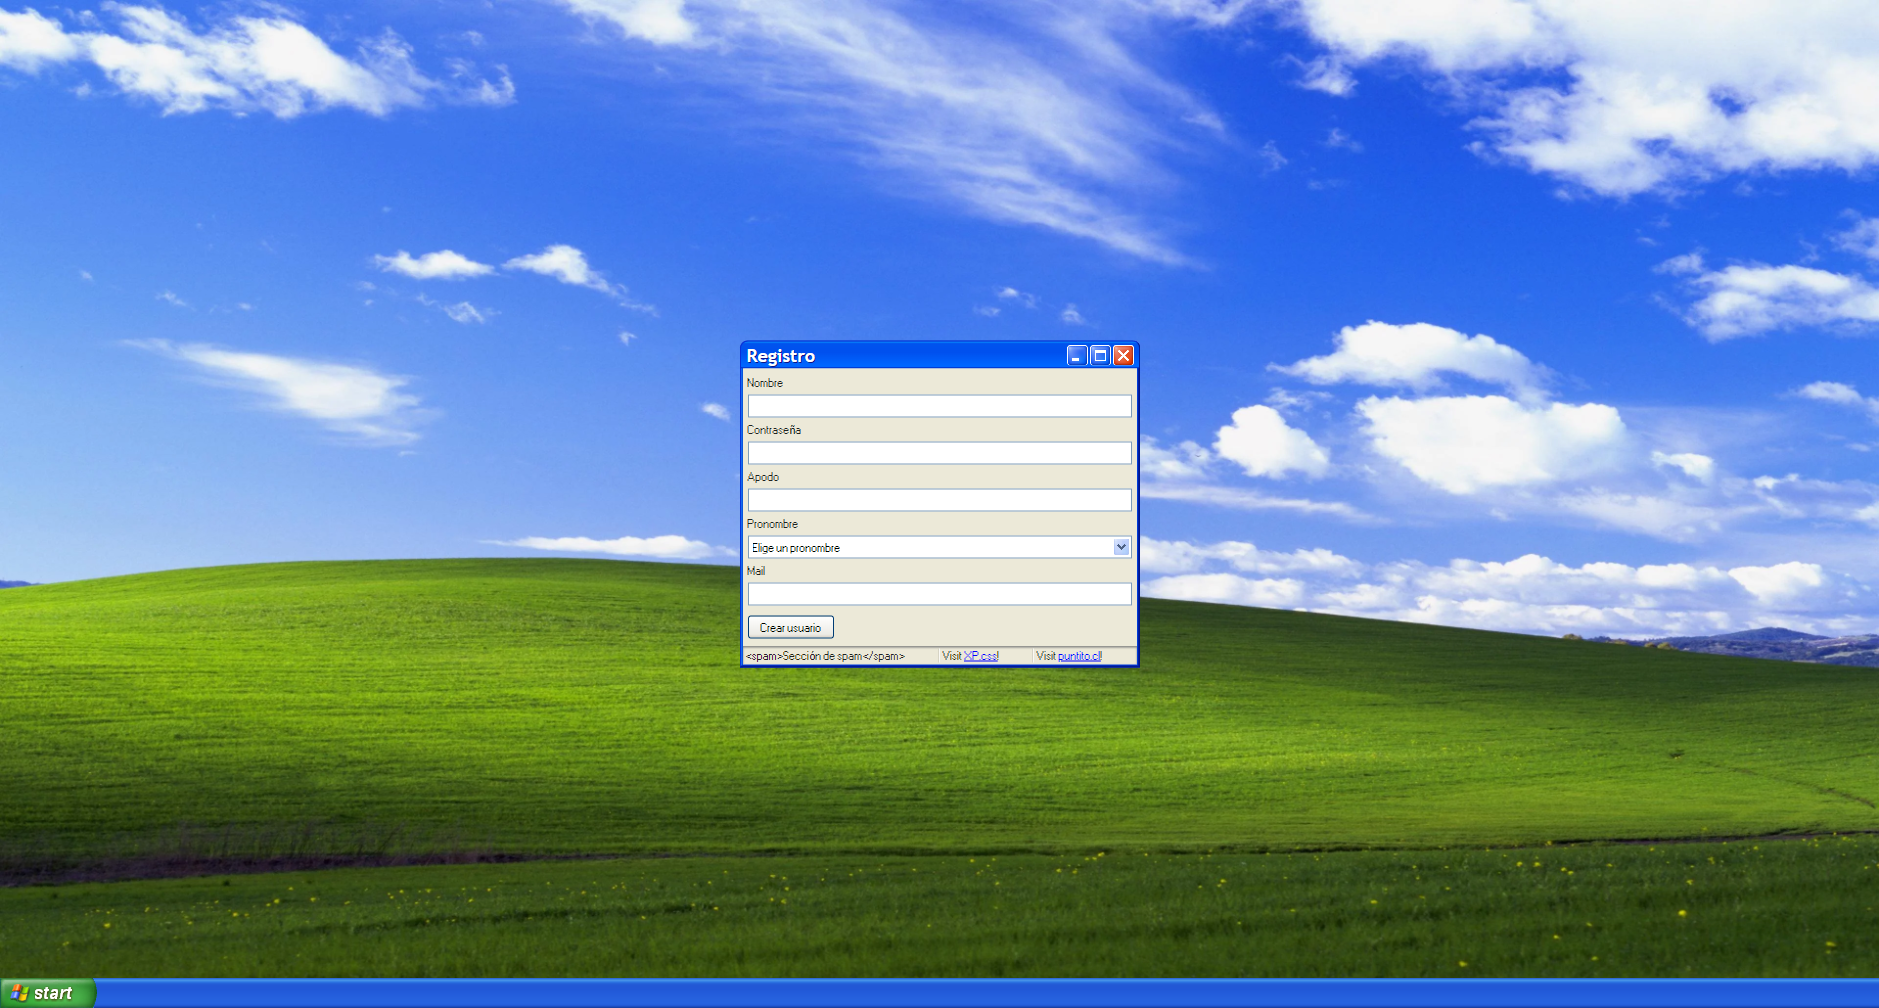 Registro
Nombre
Contraseña
Apodo
Pronombre
Elige un pronombre
Mail
Crear usuario
<spam>Sección de spam</spam> Visit XP.css! Visit puntito.cl!
start